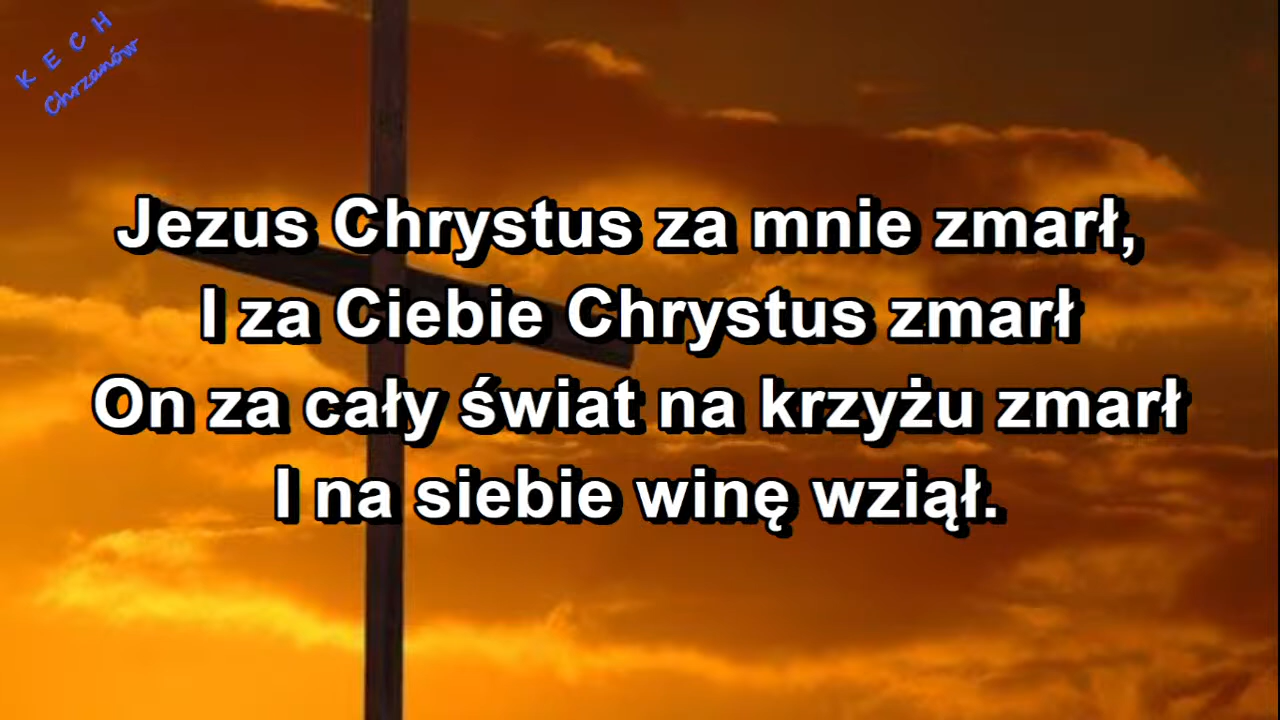 K E C H
Chrzanów
Jezus Chrystus za mnie zmarł,
I za Ciebie Chrystus zmarł
On za cały świat na krzyżu zmarł
I na siebie winę wziął.